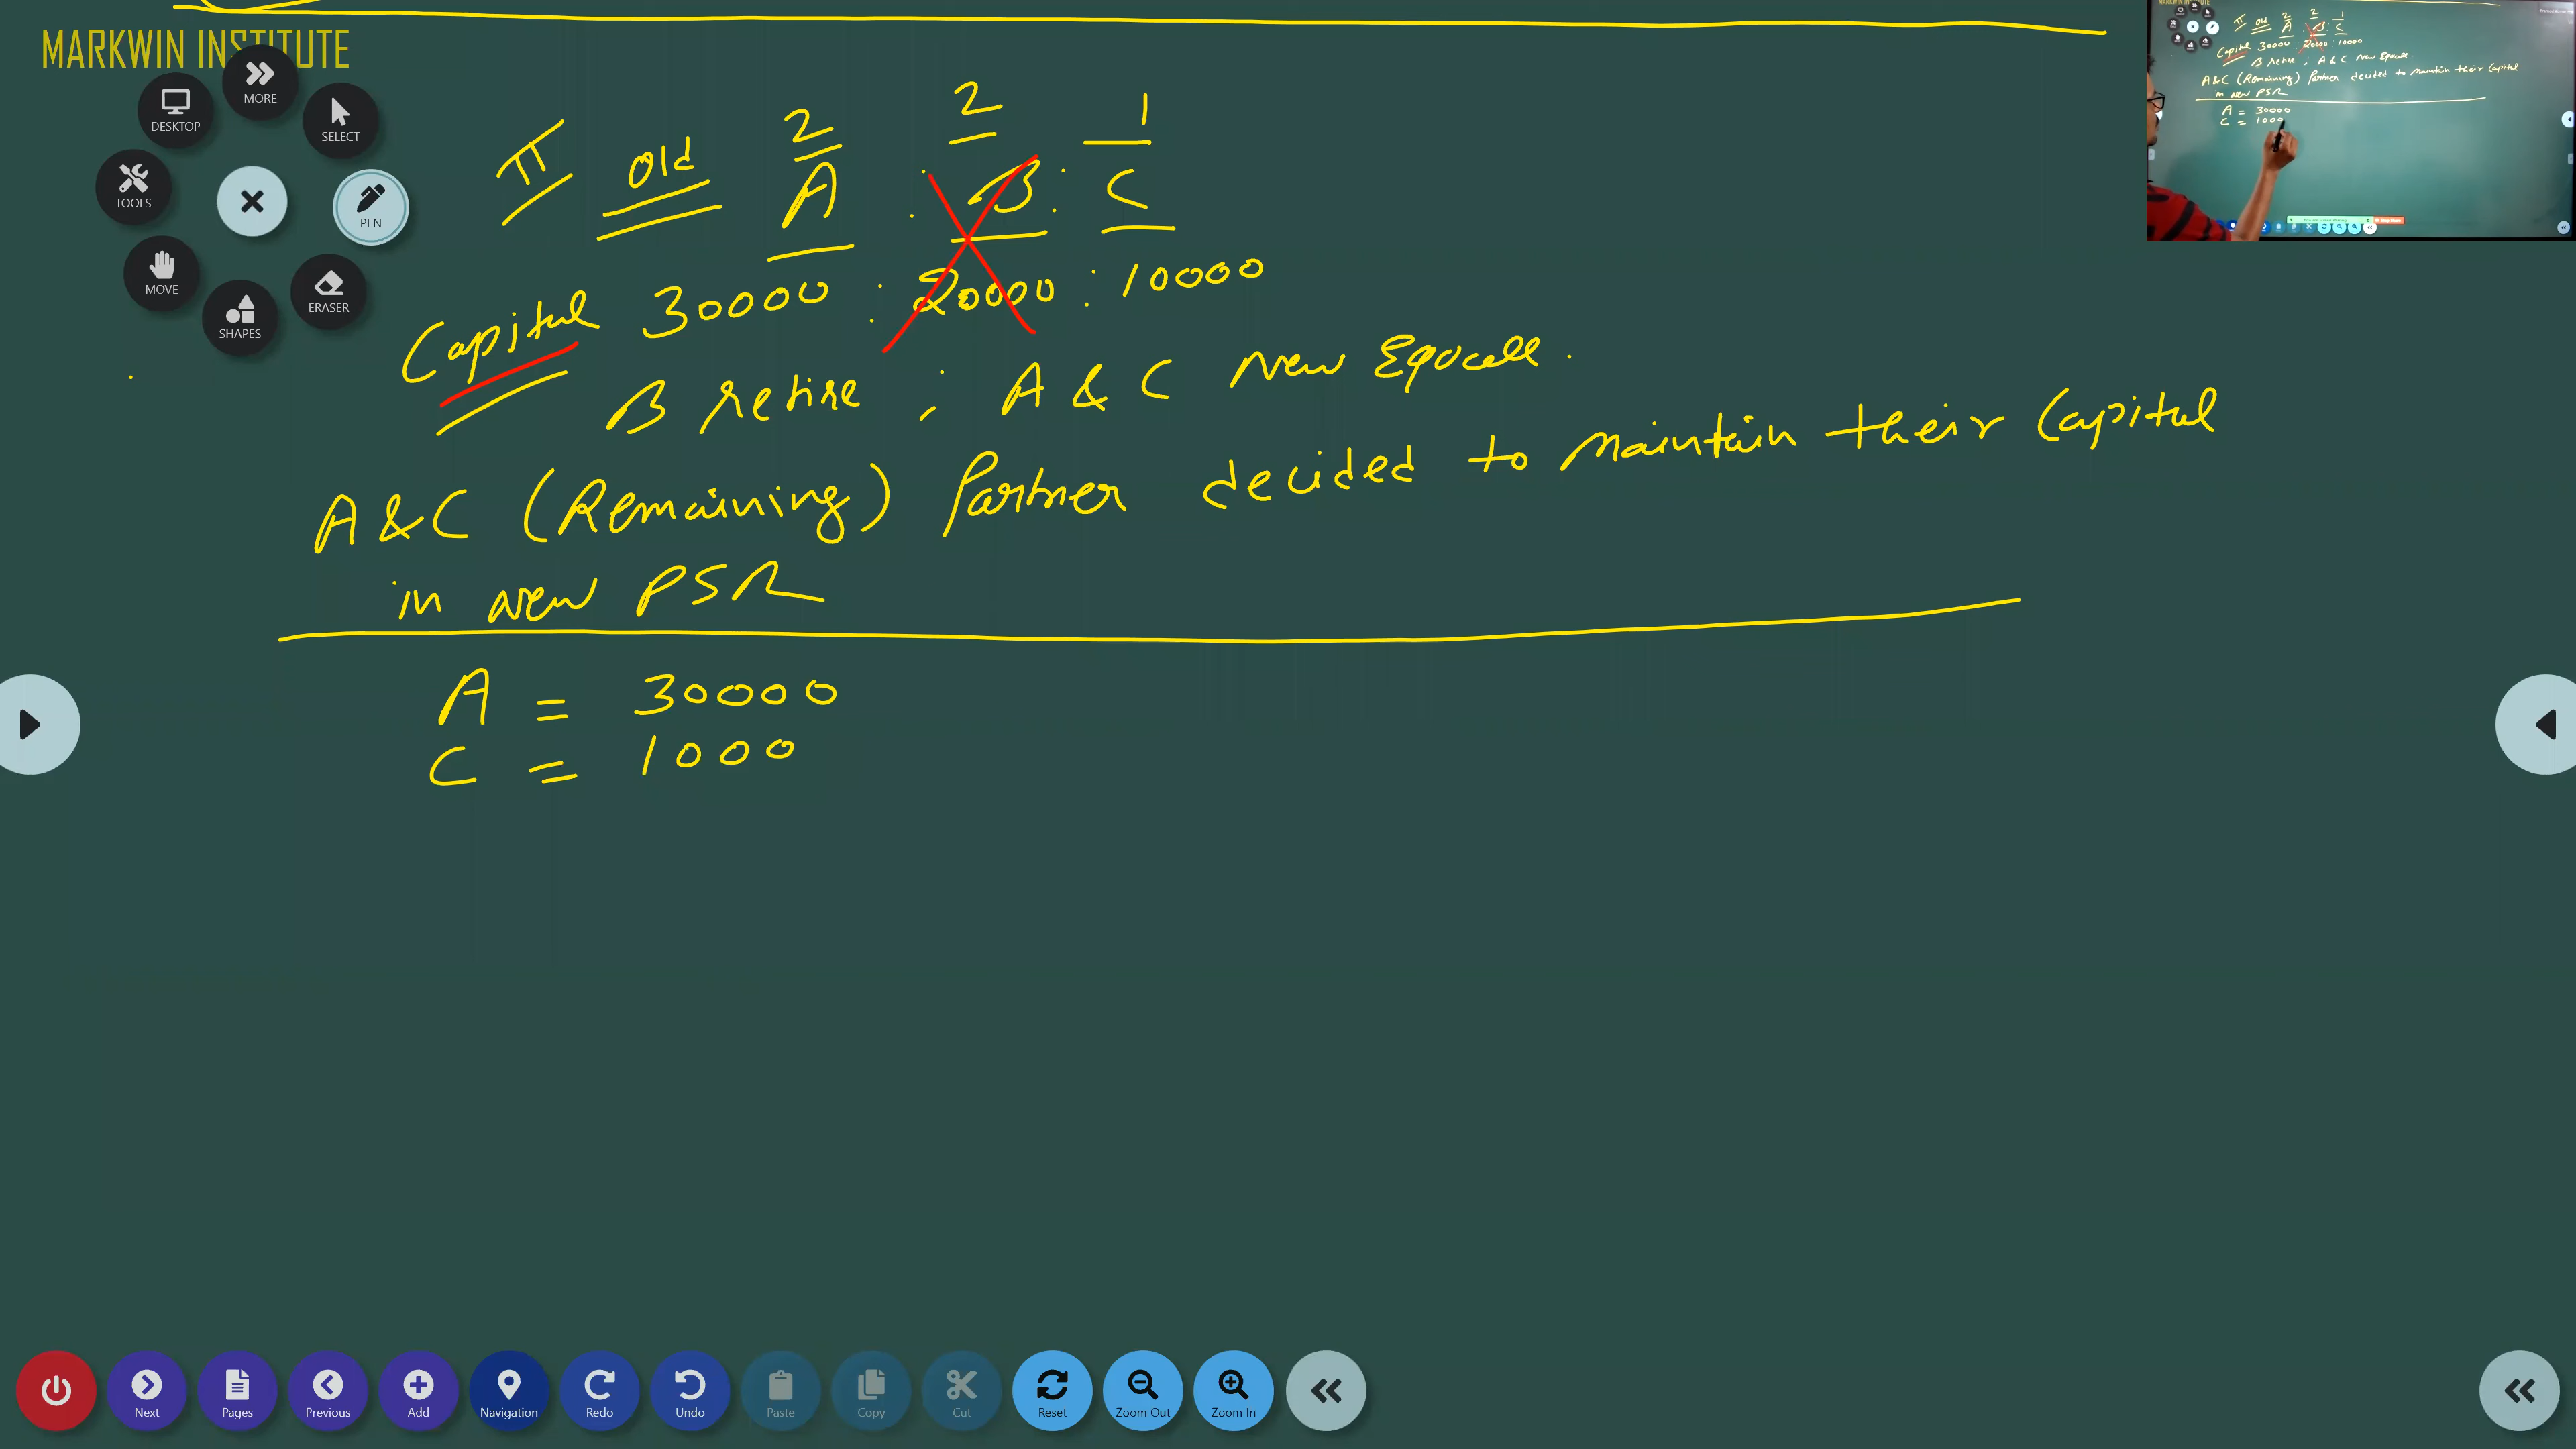 MARKWIN INSTITUTE
MORE
DESKTOP
SELECT
TOOLS
PEN
MOVE
ERASER
SHAPES
2 2 1
II Old A : B : C
Capital 30000 : 20000 : 10000
B retire ; A & C New Equall.
A&C (Remaining) Partner decided to maintain their Capital
in new PSR
A = 30000
C = 1000
Next
Pages
Previous
Add
Navigation
Redo
Undo
Paste
Copy
Cut
Reset
Zoom Out
Zoom In